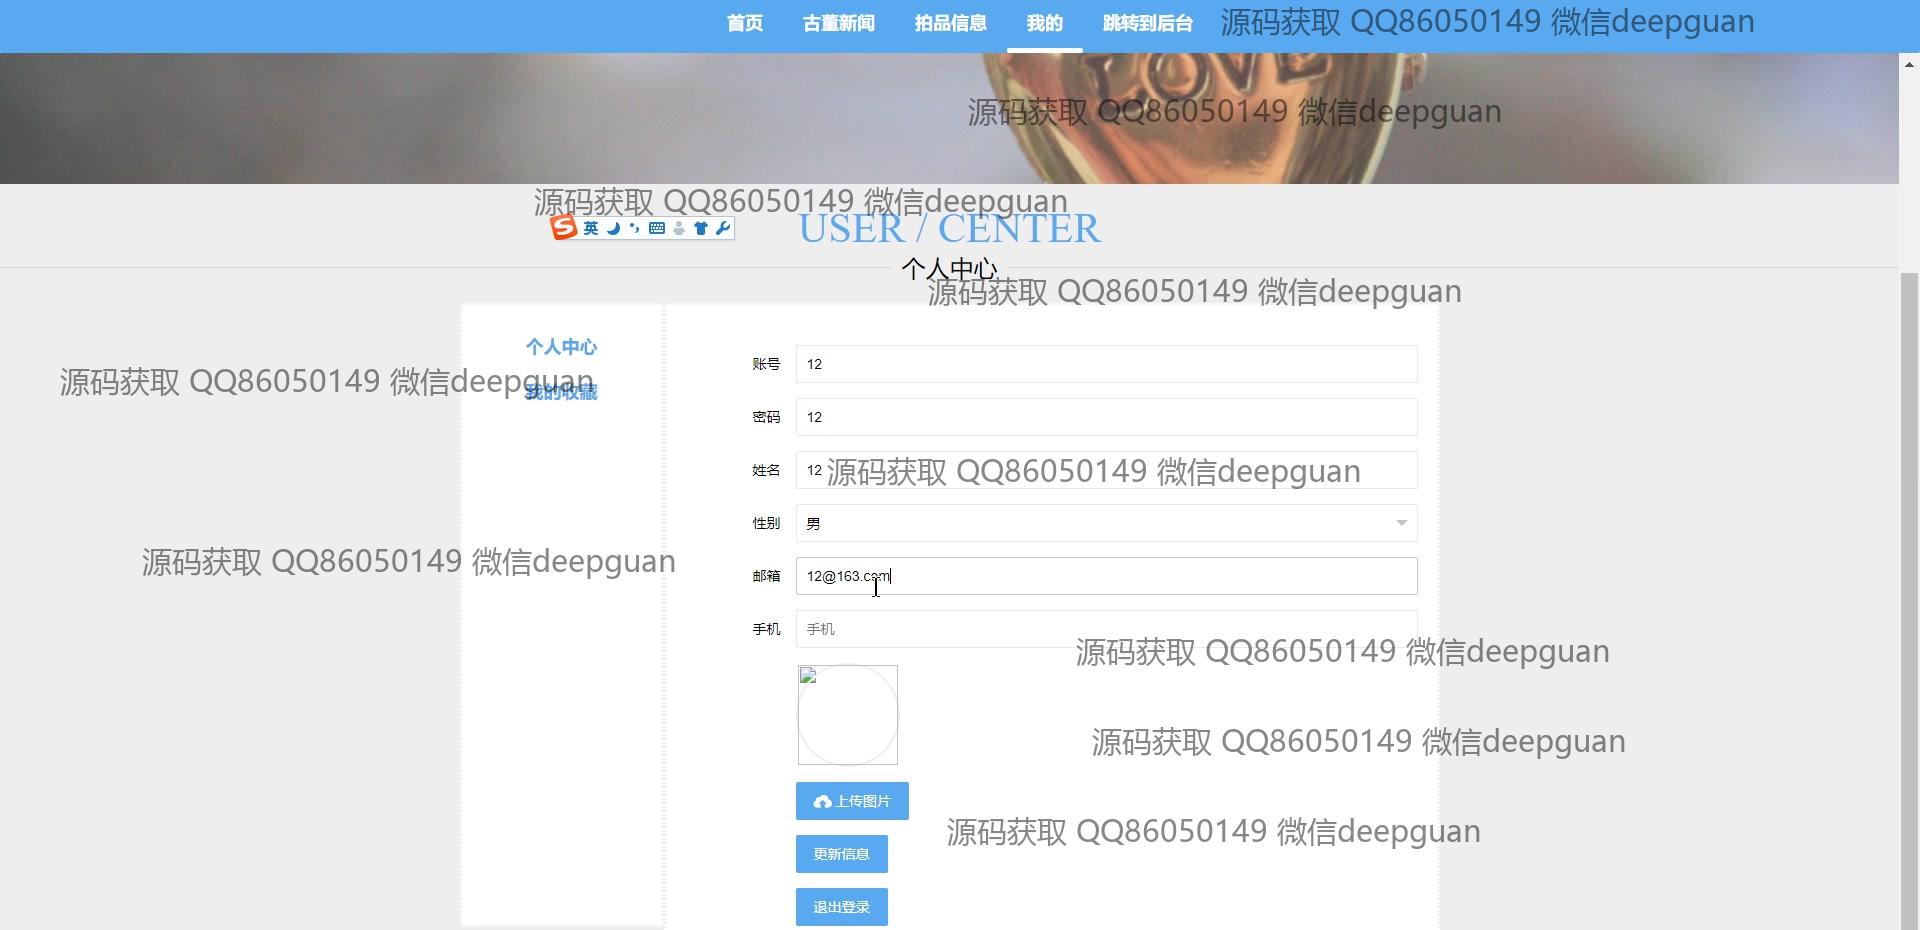 首页 古董新闻 拍品信息 我的 跳转到后台 源码获取 QQ86050149 微信deepguan
LOVE
源码获取 QQ86050149 微信deepguan
源码获取 QQ86050149 微信deepguan
英
USER / CENTER
个人中心
源码获取 QQ86050149 微信deepguan
个人中心
账号 12
源码获取 QQ86050149 微信deepguan
我的收藏
密码 12
姓名 12
源码获取 QQ86050149 微信deepguan
性别 男
源码获取 QQ86050149 微信deepguan
邮箱 12@163.com
手机 手机
源码获取 QQ86050149 微信deepguan
源码获取 QQ86050149 微信deepguan
上传图片
源码获取 QQ86050149 微信deepguan
更新信息
退出登录